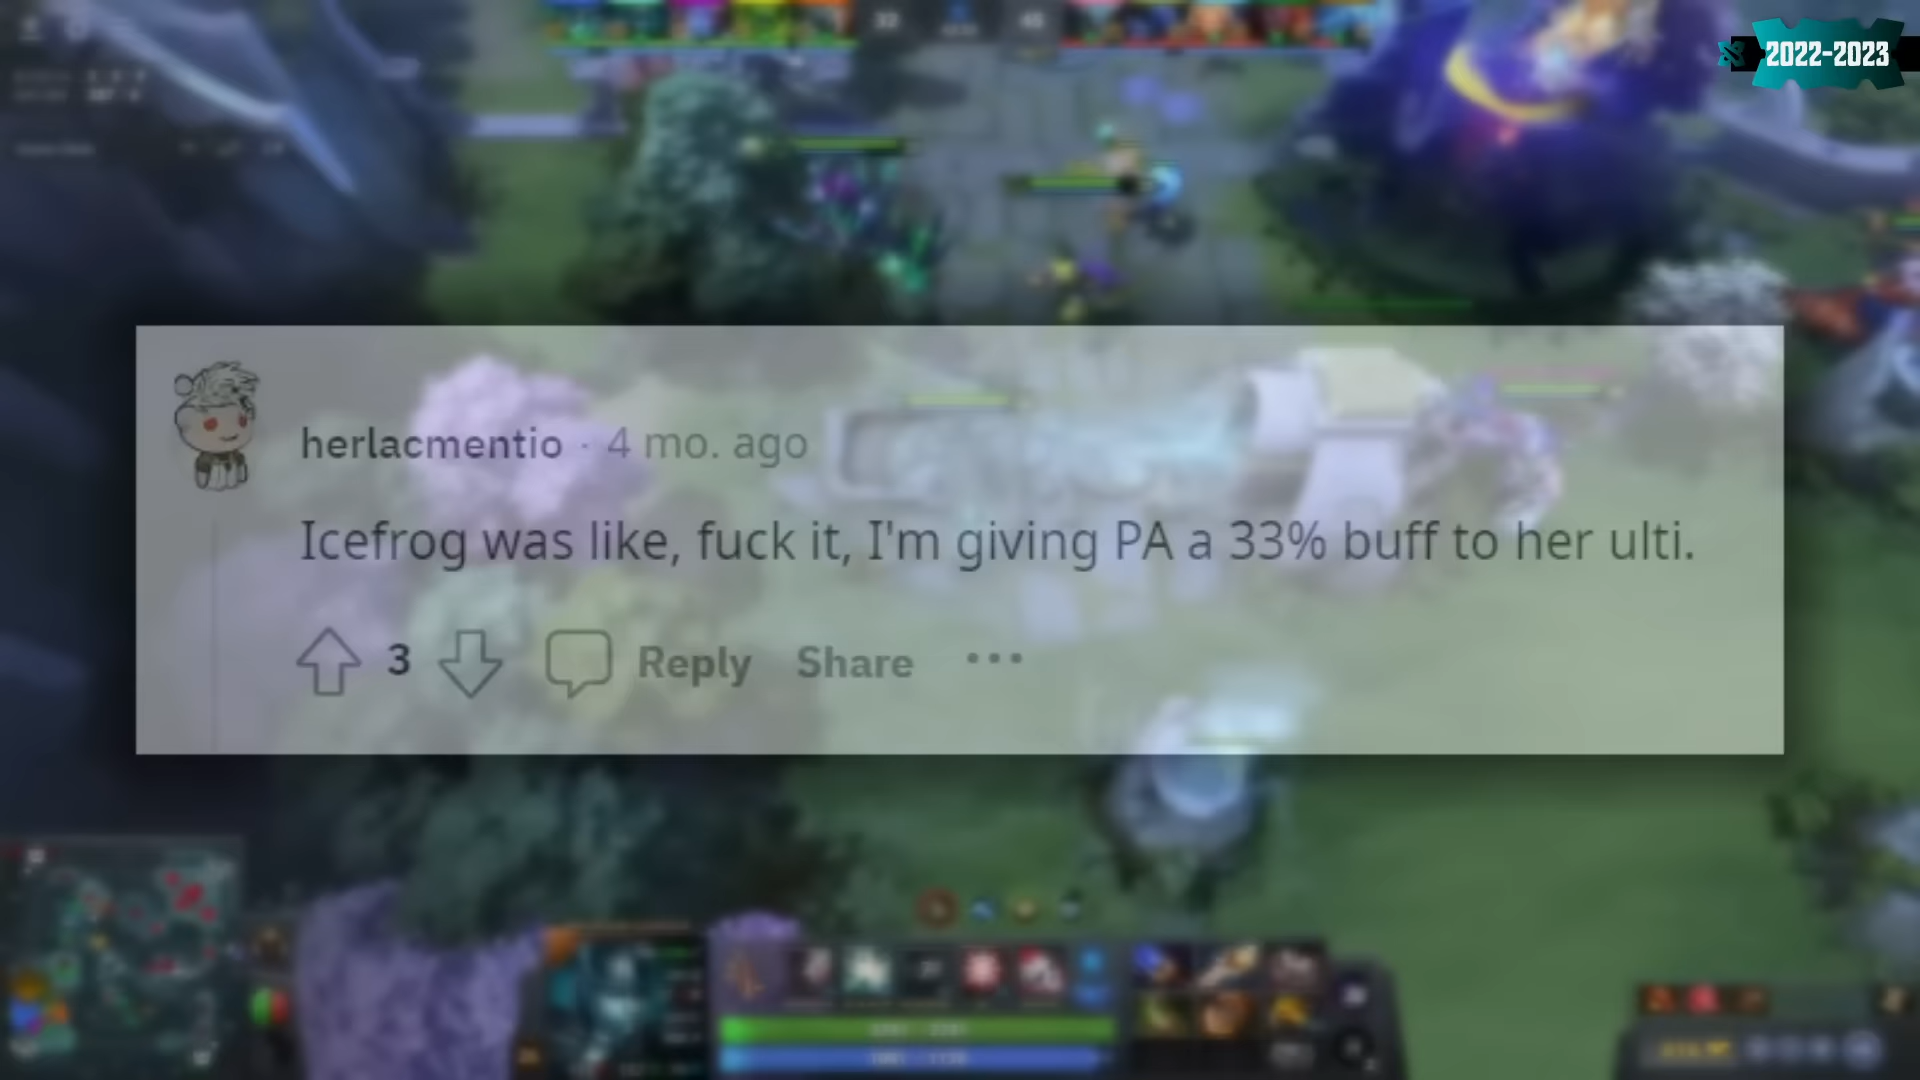 2022-2023
herlacmentio · 4 mo. ago
Icefrog was like, fuck it, I'm giving PA a 33% buff to her ulti.
3 Reply Share ...